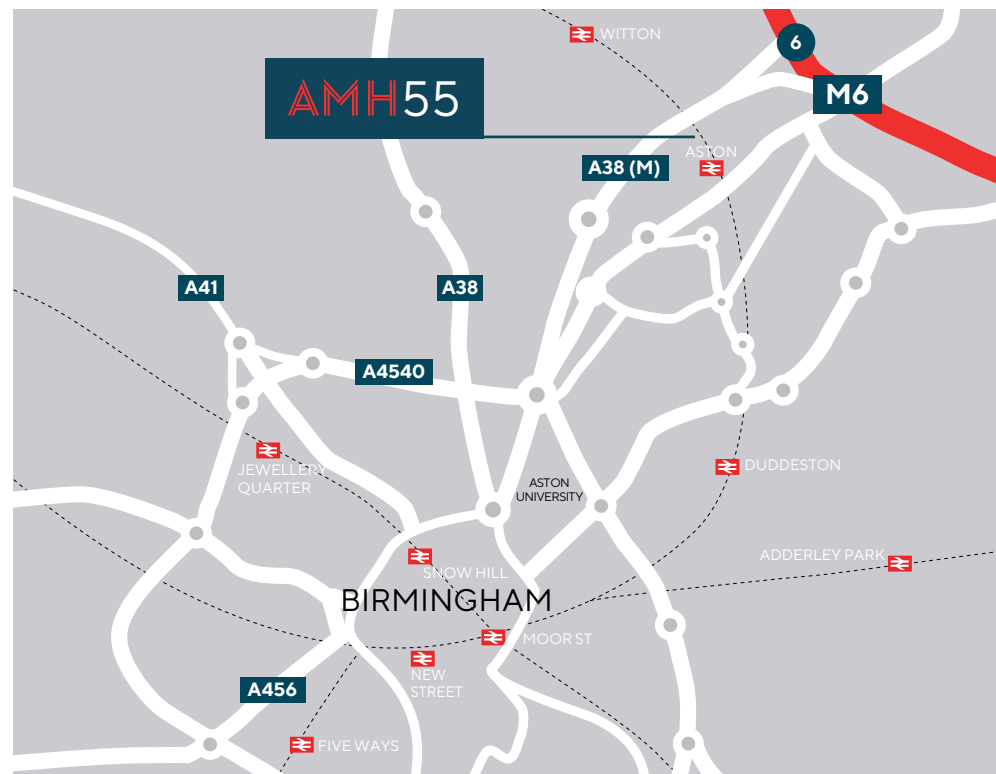 WITTON
6
M6
AMH55
ASTON
A38 (M)
A41
A38
A4540
JEWELLERY
QUARTER
DUDDESTON
ASTON
UNIVERSITY
ADDERLEY PARK
SNOW HILL
BIRMINGHAM
MOOR ST
NEW
STREET
A456
FIVE WAYS